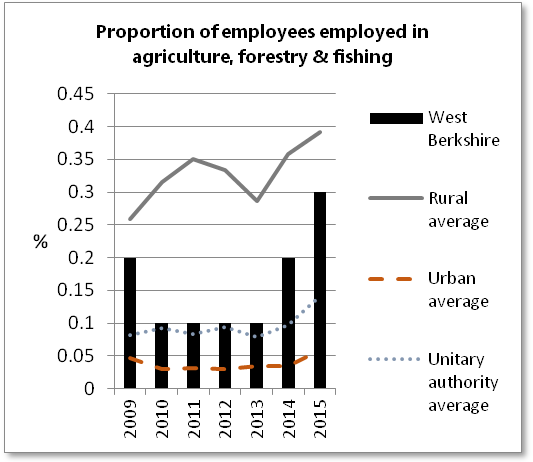 Proportion of employees employed in
agriculture, forestry & fishing
0.45
0.4
0.35
0.3
0.25
0.2
0.15
0.1
0.05
0
%
2009
2010
2011
2012
2013
2014
2015
West
Berkshire
Rural
average
Urban
average
Unitary
authority
average